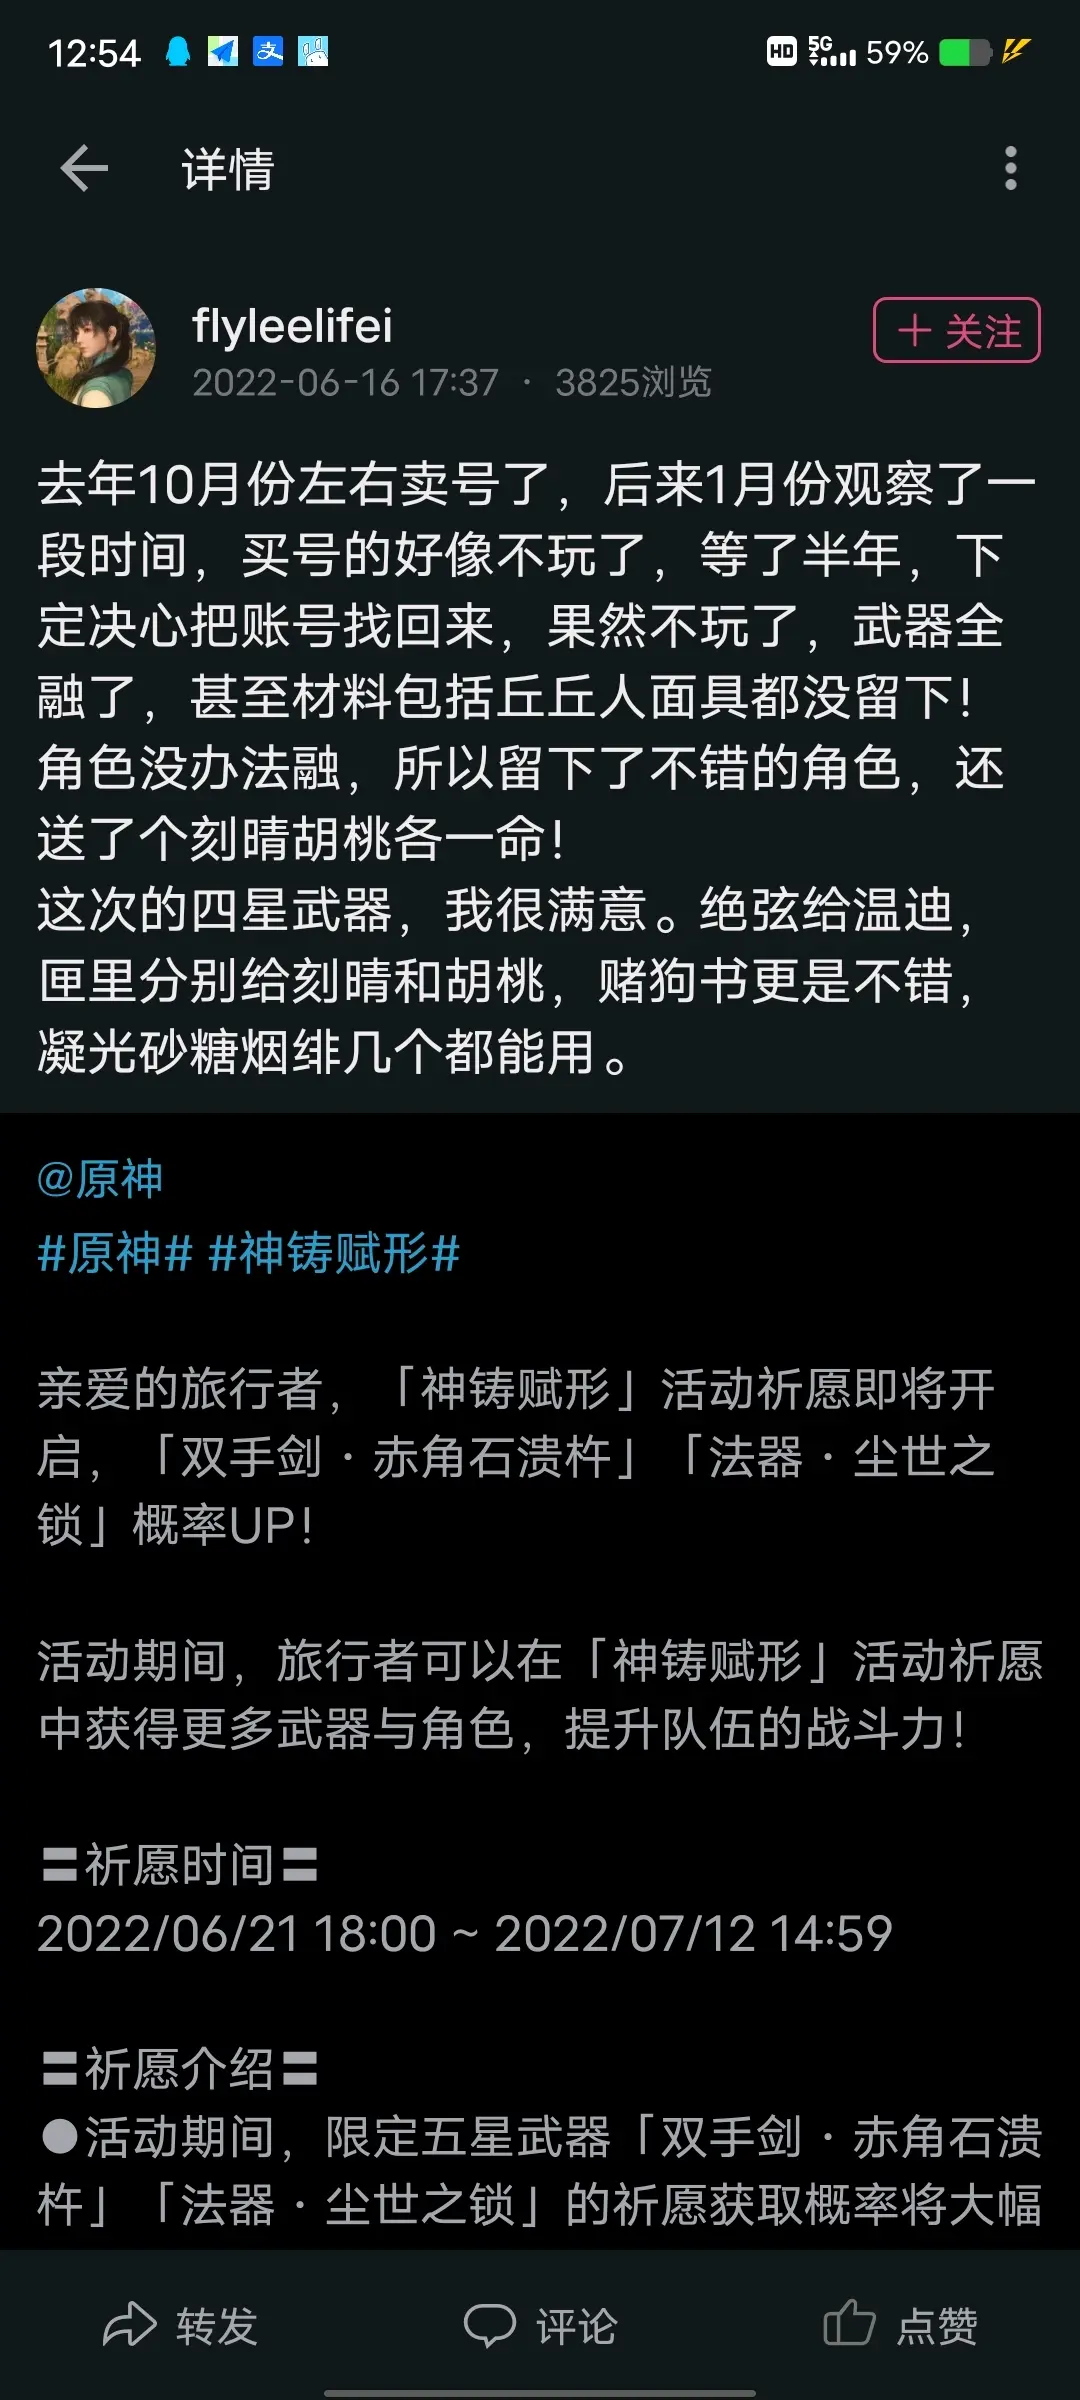 12:54
HD 5G 59%
详情
flyleelifei
+ 关注
2022-06-16 17:37 · 3825浏览
去年10月份左右卖号了，后来1月份观察了一
段时间，买号的好像不玩了，等了半年，下
定决心把账号找回来，果然不玩了，武器全
融了，甚至材料包括丘丘人面具都没留下！
角色没办法融，所以留下了不错的角色，还
送了个刻晴胡桃各一命！
这次的四星武器，我很满意。绝弦给温迪，
匣里分别给刻晴和胡桃，赌狗书更是不错，
凝光砂糖烟绯几个都能用。
@原神
#原神# #神铸赋形#
亲爱的旅行者，「神铸赋形」活动祈愿即将开
启，「双手剑·赤角石溃杵」「法器·尘世之
锁」概率UP！
活动期间，旅行者可以在「神铸赋形」活动祈愿
中获得更多武器与角色，提升队伍的战斗力！
〓祈愿时间〓
2022/06/21 18:00 ~ 2022/07/12 14:59
〓祈愿介绍〓
●活动期间，限定五星武器「双手剑·赤角石溃
杵」「法器·尘世之锁」的祈愿获取概率将大幅
转发
评论
点赞